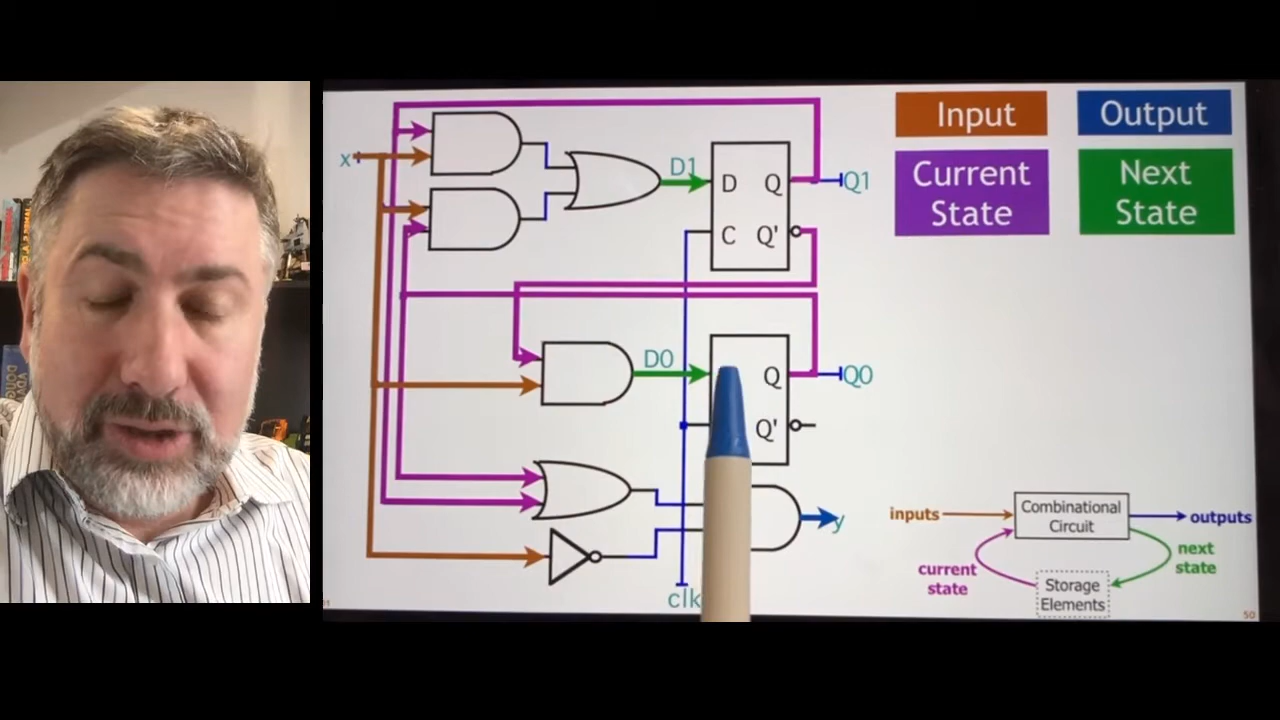 x
D1
D Q
Q1
C Q'
D0
Q
Q0
Q'
y
clk
Input
Output
Current
State
Next
State
inputs
Combinational
Circuit
outputs
current
state
next
state
Storage
Elements
50